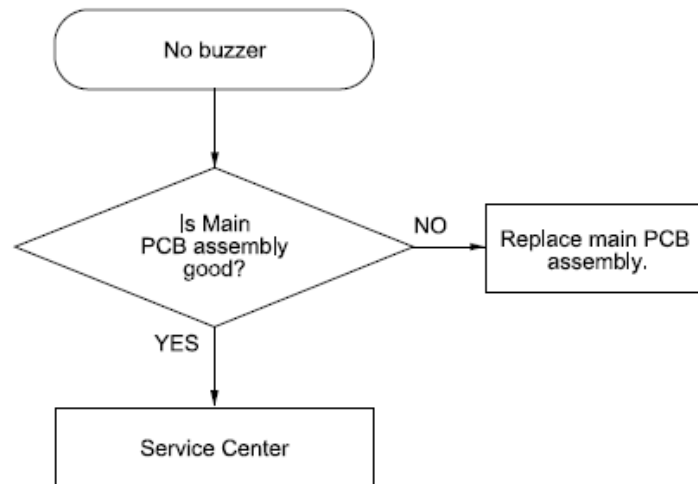 No buzzer
Is Main
PCB assembly
good?
NO
Replace main PCB
assembly.
YES
Service Center